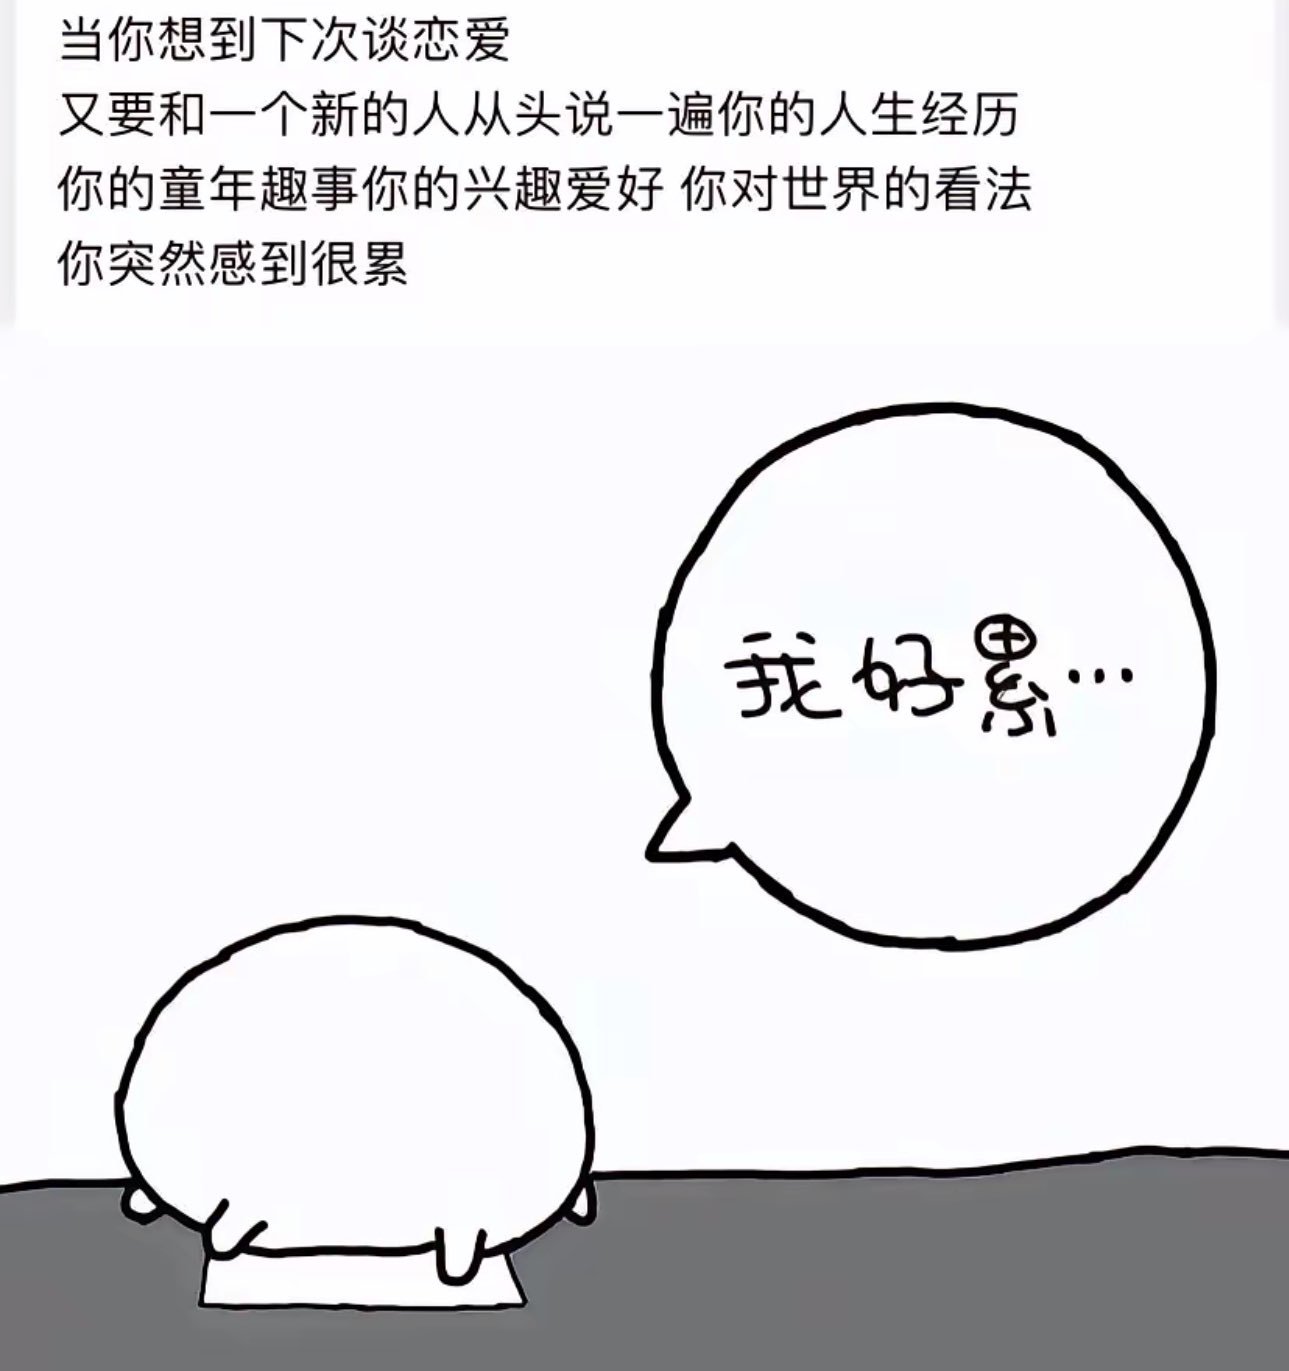 当你想到下次谈恋爱
又要和一个新的人从头说一遍你的人生经历
你的童年趣事你的兴趣爱好 你对世界的看法
你突然感到很累
我好累…